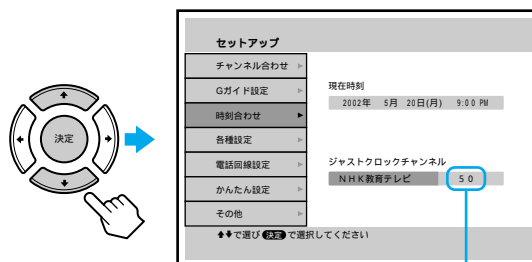 決定
セットアップ
チャンネル合わせ
Gガイド設定
時刻合わせ
各種設定
電話回線設定
かんたん設定
その他
現在時刻
2002年 5月 20日(月) 9:00 PM
ジャストクロックチャンネル
NHK教育テレビ 50
で選び 決定 で選択してください